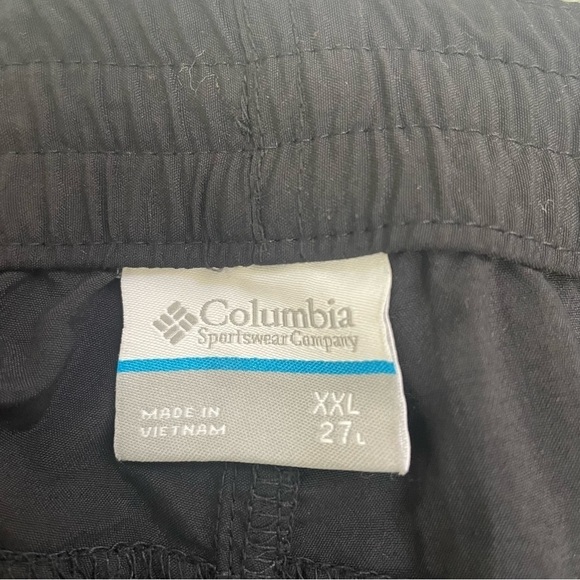 Columbia
Sportswear Company
MADE IN
VIETNAM
XXL
27L